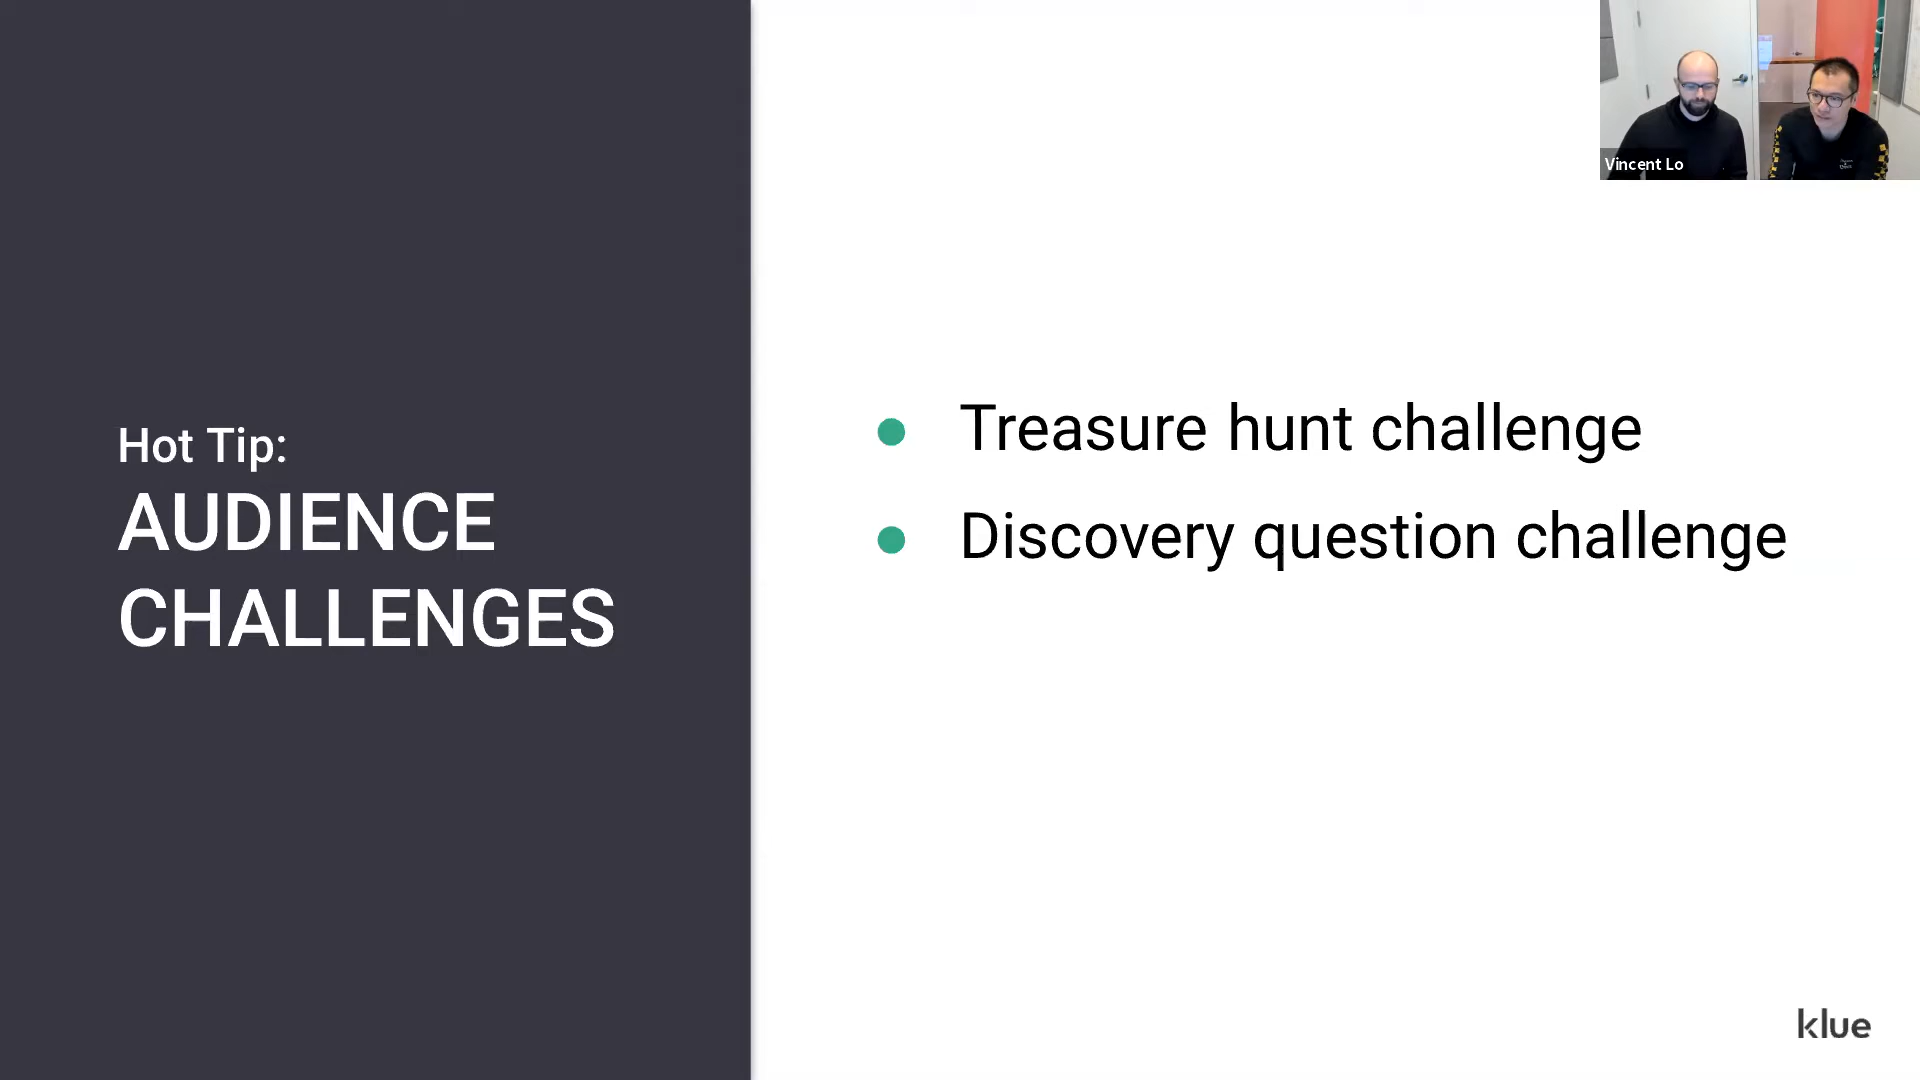 Vincent Lo
Hot Tip:
AUDIENCE
CHALLENGES
Treasure hunt challenge
Discovery question challenge
klue